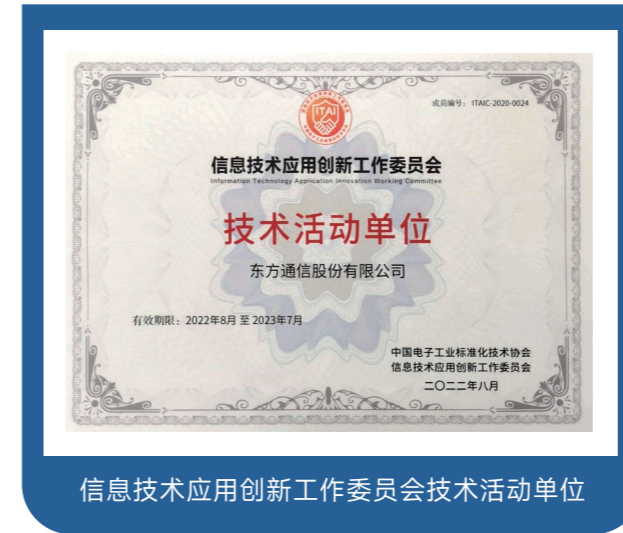 ITAI
成员编号: ITAIC-2020-0024
信息技术应用创新工作委员会
Information Technology Application Innovation Working Committee
技术活动单位
东方通信股份有限公司
有效期限: 2022年8月 至 2023年7月
中国电子工业标准化技术协会
信息技术应用创新工作委员会
二〇二二年八月
信息技术应用创新工作委员会技术活动单位